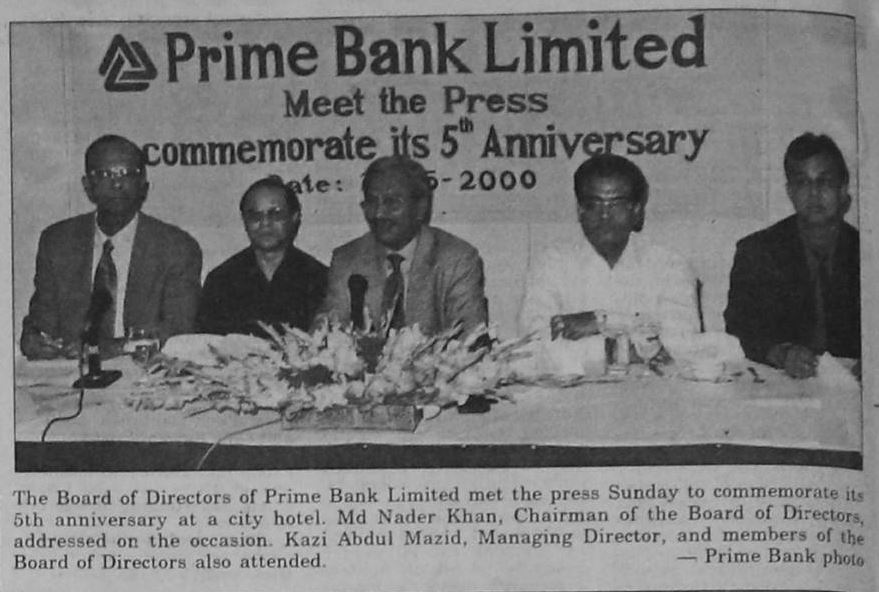 Prime Bank Limited
Meet the Press
commemorate its 5th Anniversary
-2000
The Board of Directors of Prime Bank Limited met the press Sunday to commemorate its
5th anniversary at a city hotel. Md Nader Khan, Chairman of the Board of Directors,
addressed on the occasion. Kazi Abdul Mazid, Managing Director, and members of the
Board of Directors also attended. — Prime Bank photo